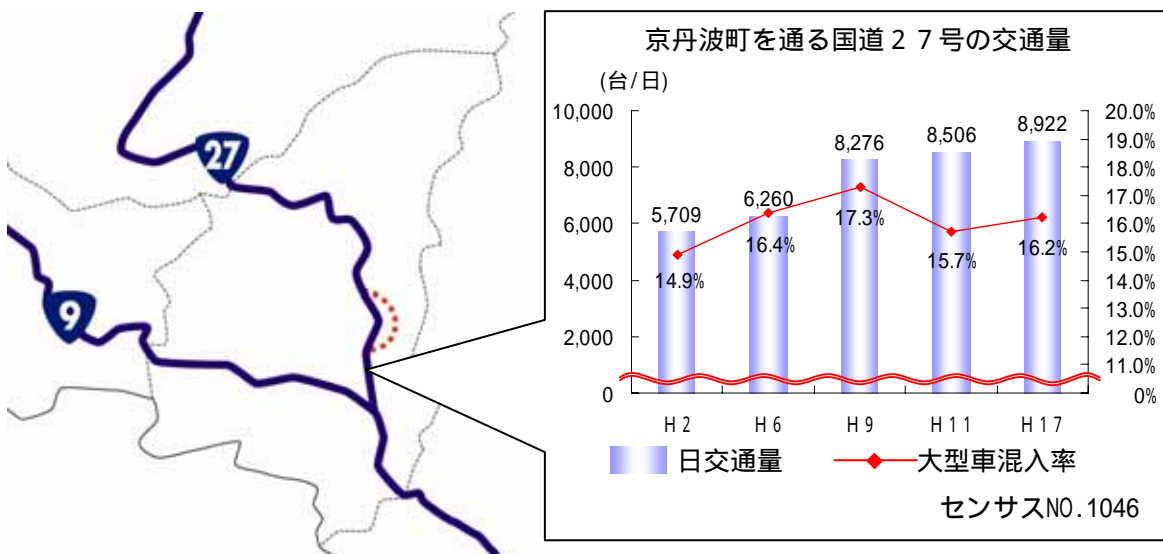 27
9
京丹波町を通る国道２７号の交通量
(台/日)
10,000
8,000
6,000
4,000
2,000
0
20.0%
19.0%
18.0%
17.0%
16.0%
15.0%
14.0%
13.0%
12.0%
11.0%
0%
5,709
6,260
8,276
8,506
8,922
14.9%
16.4%
17.3%
15.7%
16.2%
Ｈ２
Ｈ６
Ｈ９
Ｈ１１
Ｈ１７
日交通量
大型車混入率
センサスNO.1046